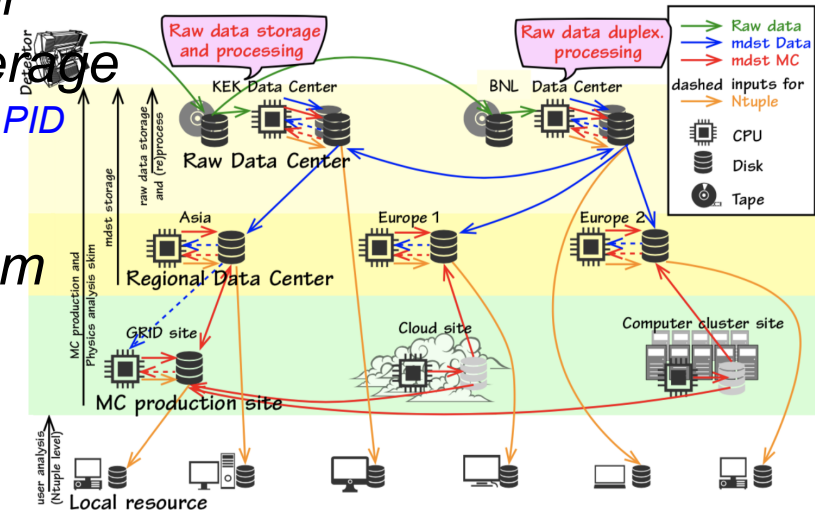 erage
PID
m
Detector
Raw data storage
and processing
Raw data duplex.
processing
Raw data
mdst Data
mdst MC
dashed inputs for
Ntuple
CPU
Disk
Tape
KEK Data Center
BNL Data Center
Raw Data Center
raw data storage
and (re)process
mdst storage
MC production and
Physics analysis skim
Asia
Europe 1
Europe 2
Regional Data Center
GRID site
Cloud site
Computer cluster site
MC production site
user analysis
(Ntuple level)
Local resource